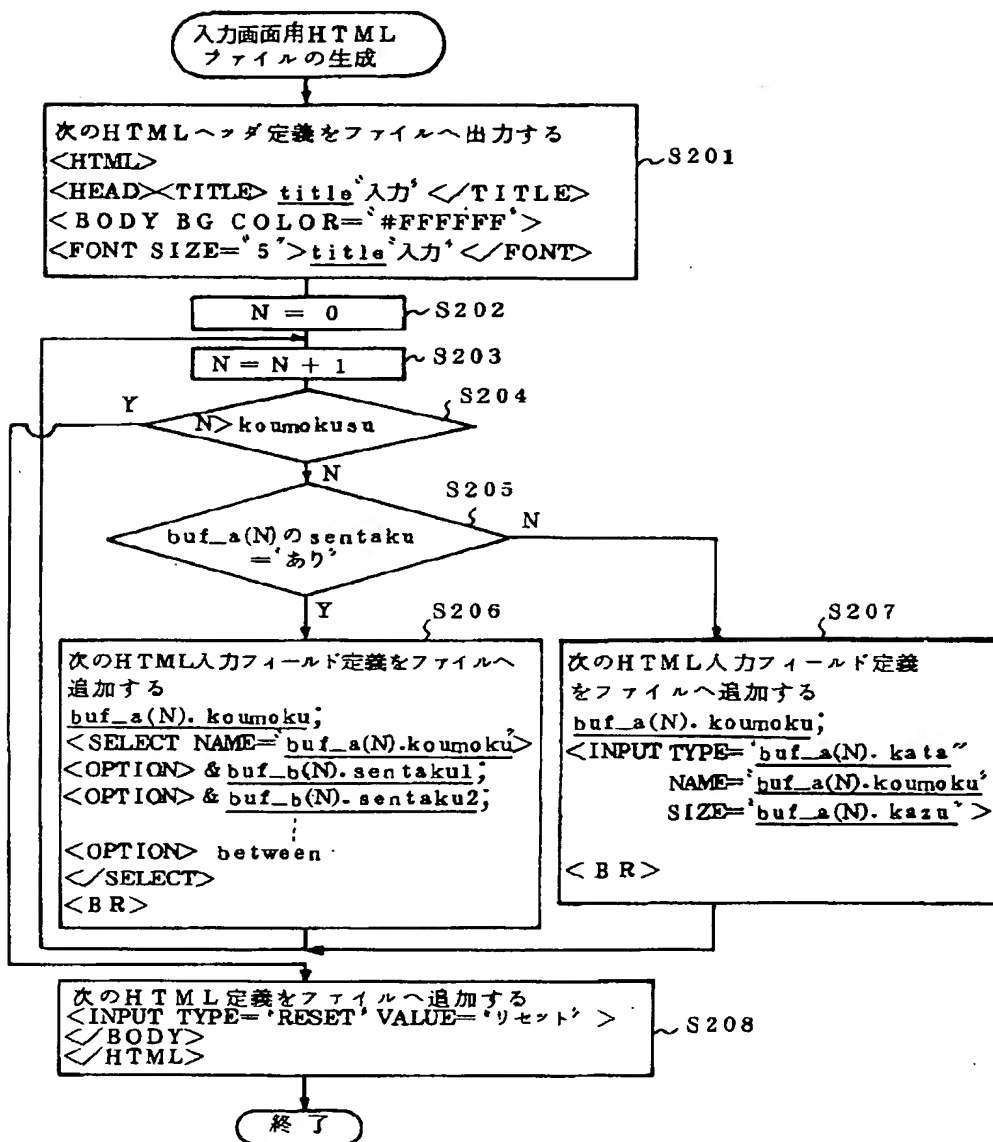 入力画面用HTML
ファイルの生成
次のHTMLヘッダ定義をファイルへ出力する
<HTML>
<HEAD><TITLE> title“入力” </TITLE>
<BODY BG COLOR=“#FFFFFF”>
<FONT SIZE=“5”>title“入力” </FONT>
S201
N = 0
S202
N = N + 1
S203
S204
Y
N>koumokusu
N
S205
buf_a(N)のsentaku
=“あり”
N
Y
S206
次のHTML入力フィールド定義をファイルへ
追加する
buf_a(N).koumoku;
<SELECT NAME=“buf_a(N).koumoku”>
<OPTION> & buf_b(N).sentaku1;
<OPTION> & buf_b(N).sentaku2;
<OPTION> between
</SELECT>
<BR>
S207
次のHTML入力フィールド定義
をファイルへ追加する
buf_a(N).koumoku;
<INPUT TYPE=“buf_a(N).kata”
NAME=“buf_a(N).koumoku”
SIZE=“buf_a(N).kazu”>
<BR>
次のHTML定義をファイルへ追加する
<INPUT TYPE=“RESET” VALUE=“リセット” >
</BODY>
</HTML>
S208
終了